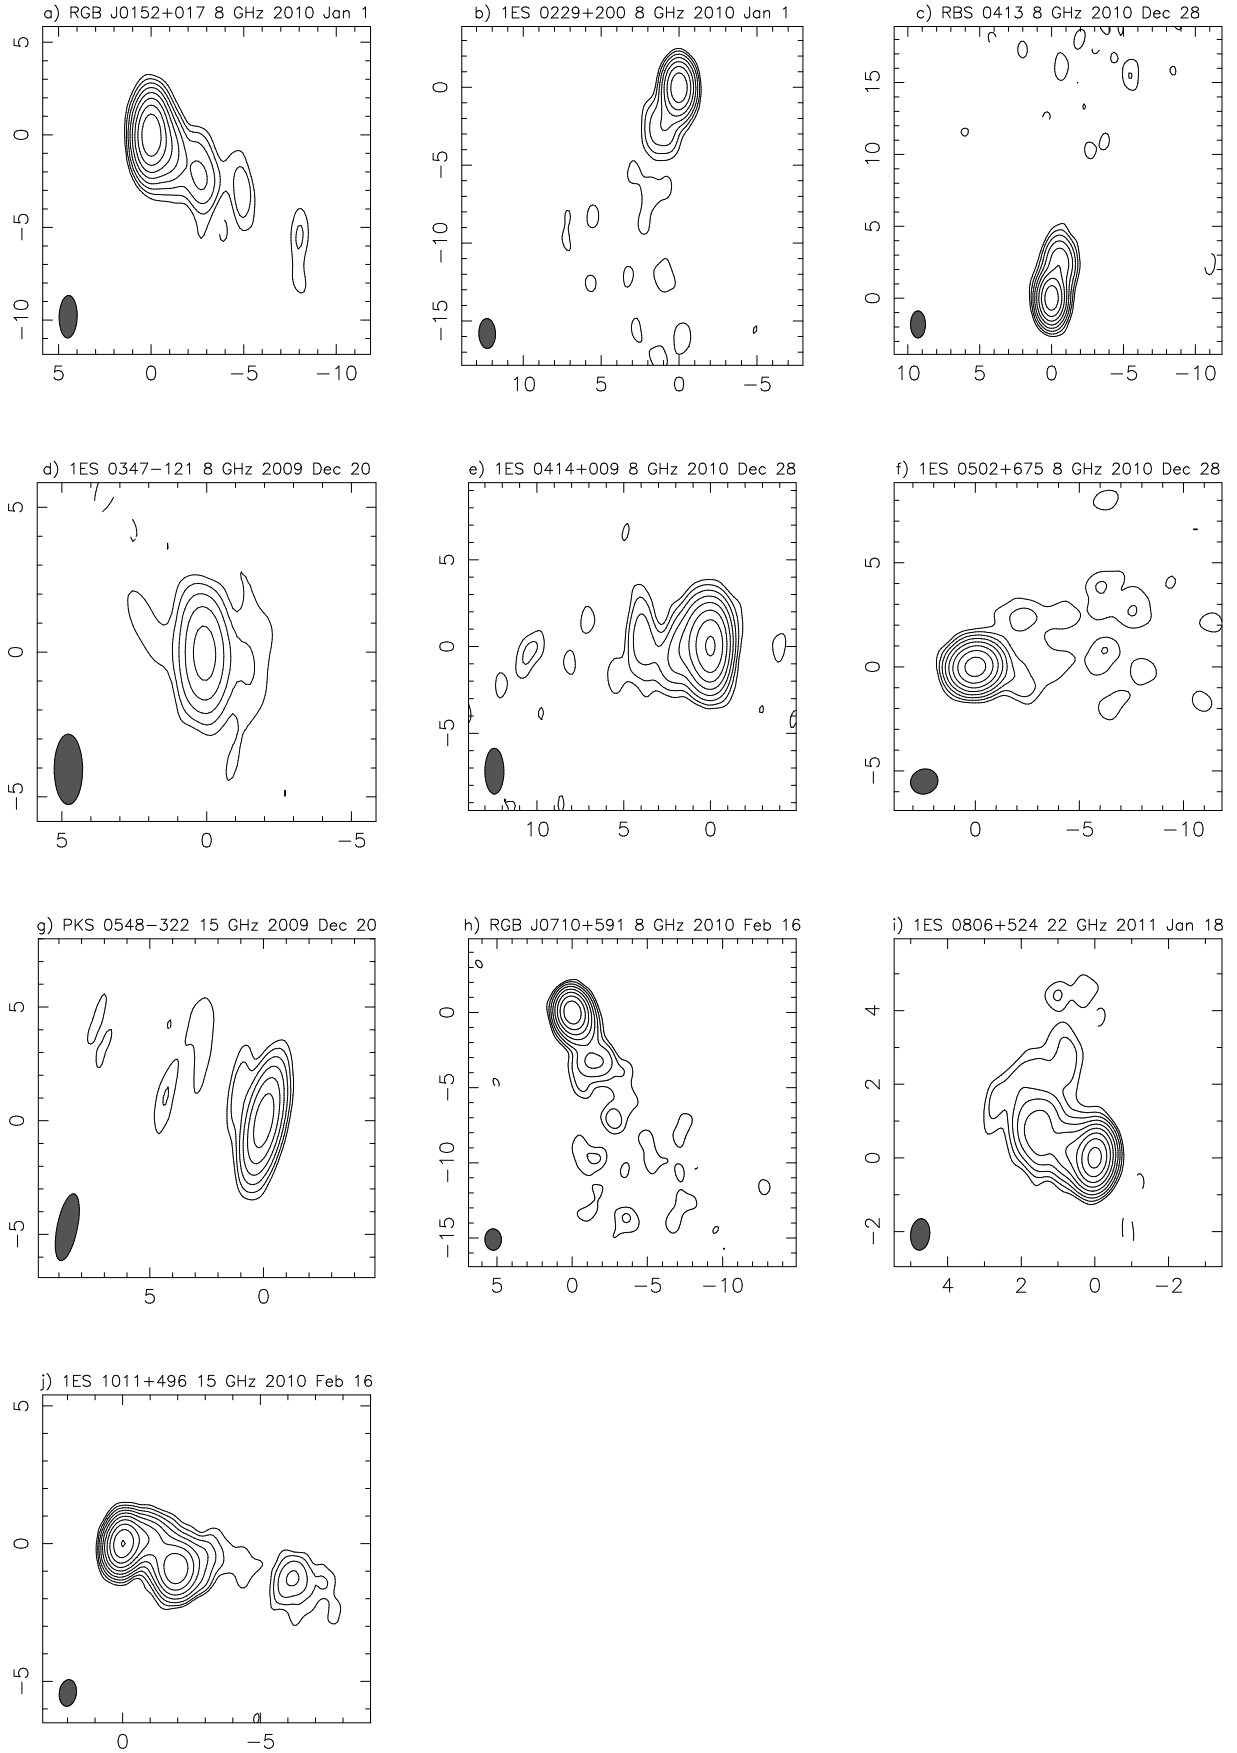 a) RGB J0152+017 8 GHz 2010 Jan 1
5
0
−5
−10
5 0 −5 −10
b) 1ES 0229+200 8 GHz 2010 Jan 1
0
−5
−10
−15
10 5 0 −5
c) RBS 0413 8 GHz 2010 Dec 28
15
10
5
0
10 5 0 −5 −10
d) 1ES 0347−121 8 GHz 2009 Dec 20
5
0
−5
5 0 −5
e) 1ES 0414+009 8 GHz 2010 Dec 28
5
0
−5
10 5 0
f) 1ES 0502+675 8 GHz 2010 Dec 28
5
0
−5
0 −5 −10
g) PKS 0548−322 15 GHz 2009 Dec 20
5
0
−5
5 0
h) RGB J0710+591 8 GHz 2010 Feb 16
0
−5
−10
−15
5 0 −5 −10
i) 1ES 0806+524 22 GHz 2011 Jan 18
4
2
0
−2
4 2 0 −2
j) 1ES 1011+496 15 GHz 2010 Feb 16
5
0
−5
0 −5